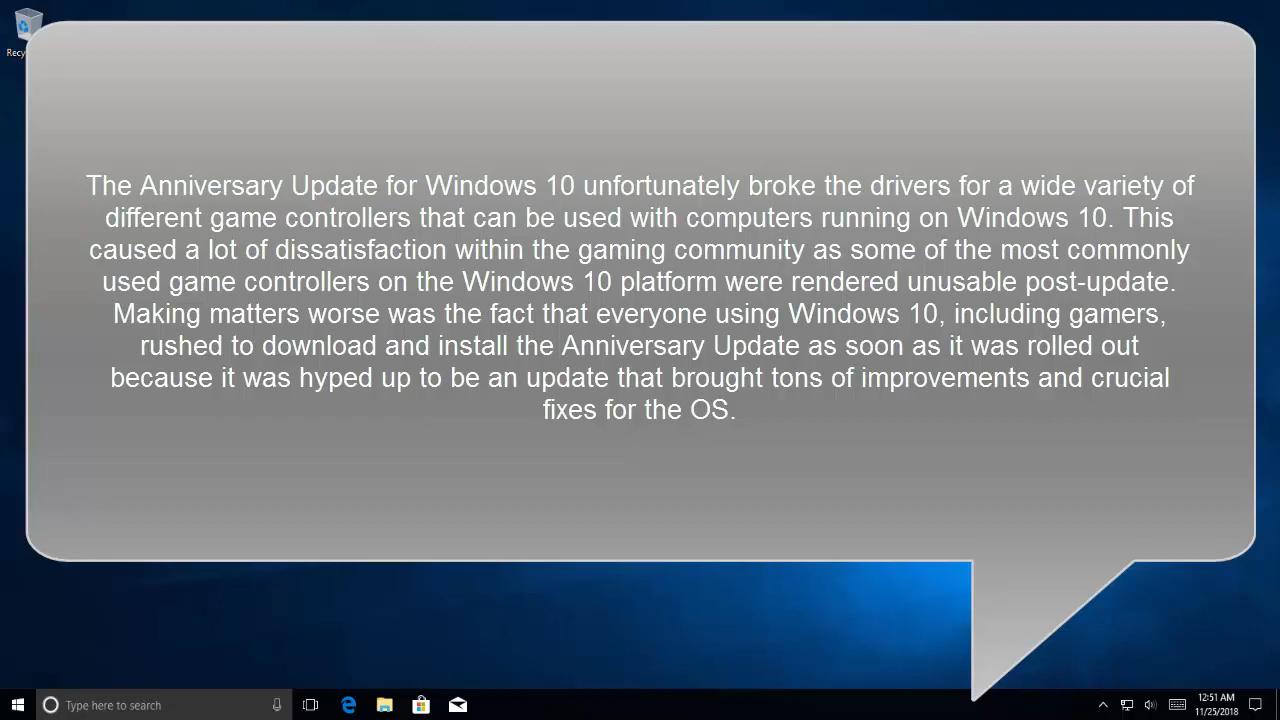 Recy
The Anniversary Update for Windows 10 unfortunately broke the drivers for a wide variety of
different game controllers that can be used with computers running on Windows 10. This
caused a lot of dissatisfaction within the gaming community as some of the most commonly
used game controllers on the Windows 10 platform were rendered unusable post-update.
Making matters worse was the fact that everyone using Windows 10, including gamers,
rushed to download and install the Anniversary Update as soon as it was rolled out
because it was hyped up to be an update that brought tons of improvements and crucial
fixes for the OS.
Type here to search
12:51 AM
11/25/2018